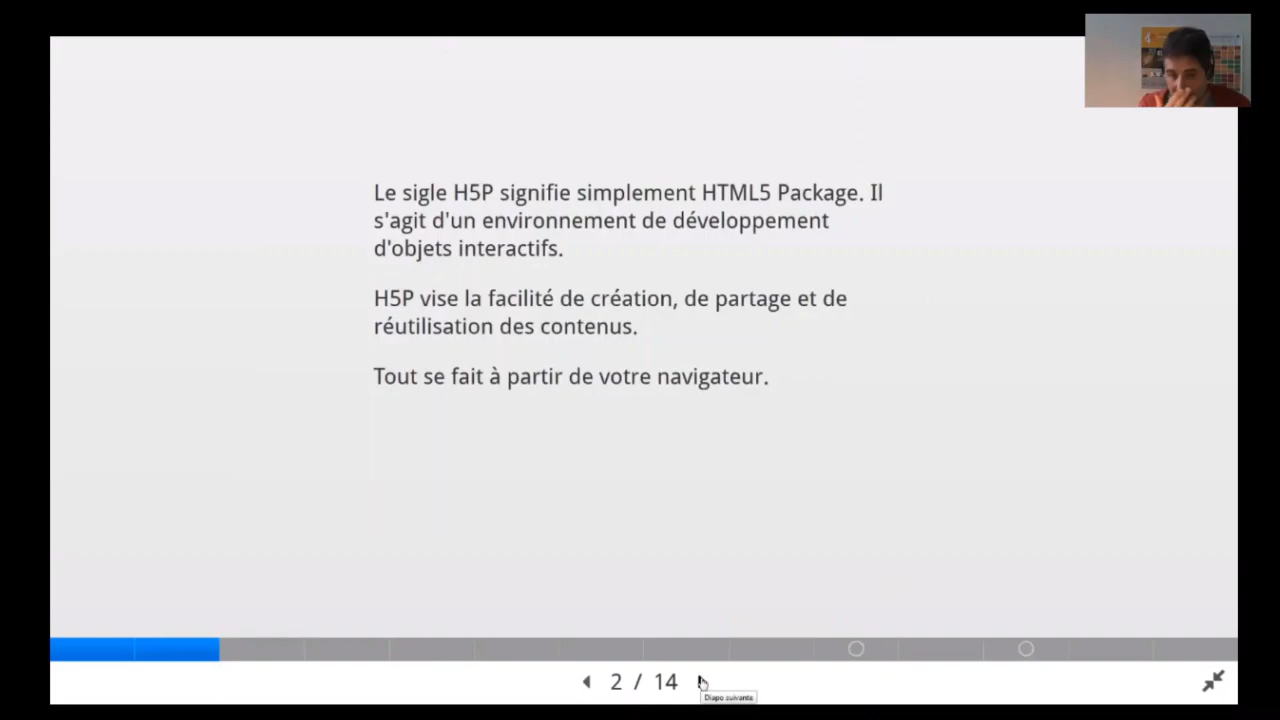 Le sigle H5P signifie simplement HTML5 Package. Il
s'agit d'un environnement de développement
d'objets interactifs.
H5P vise la facilité de création, de partage et de
réutilisation des contenus.
Tout se fait à partir de votre navigateur.
2 / 14
Diapo suivante